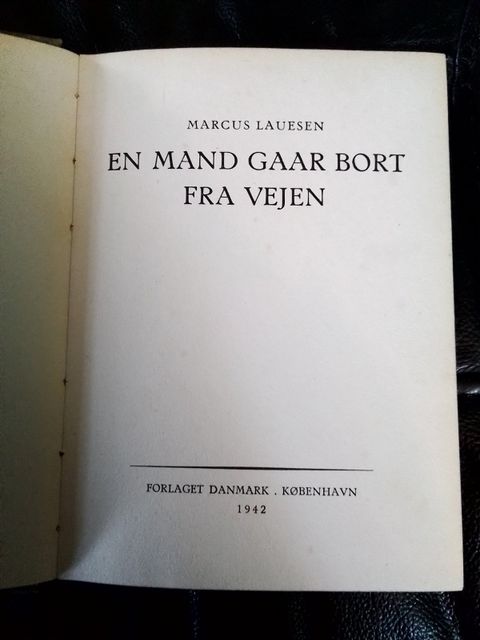 MARCUS LAUESEN
EN MAND GAAR BORT
FRA VEJEN
FORLAGET DANMARK . KØBENHAVN
1942